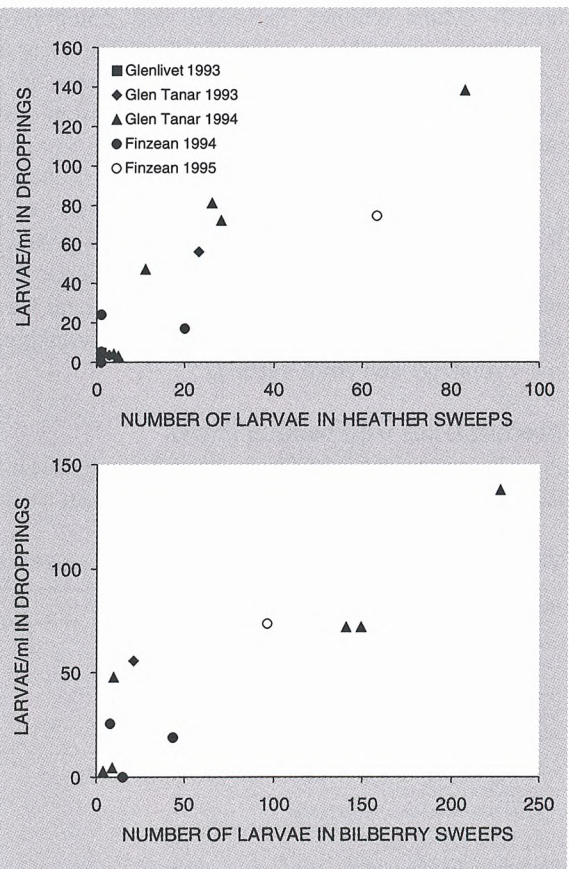 160
140
120
100
80
60
40
20
0
LARVAE/ml IN DROPPINGS
Glenlivet 1993
Glen Tanar 1993
Glen Tanar 1994
Finzean 1994
Finzean 1995
0 20 40 60 80 100
NUMBER OF LARVAE IN HEATHER SWEEPS
150
100
50
0
LARVAE/ml IN DROPPINGS
0 50 100 150 200 250
NUMBER OF LARVAE IN BILBERRY SWEEPS